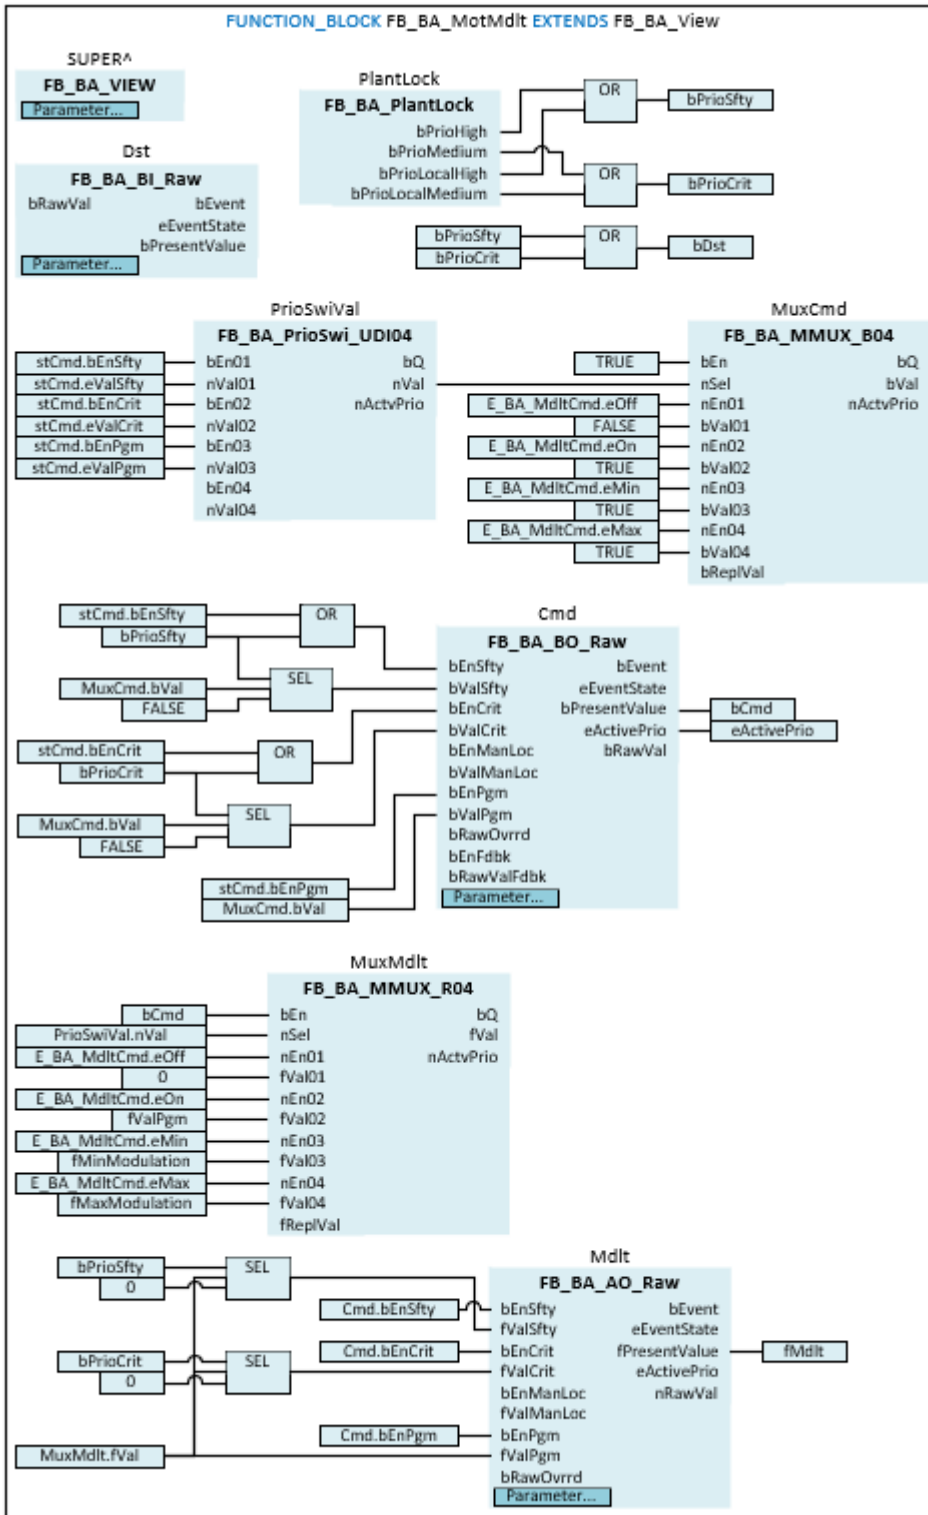 FUNCTION_BLOCK FB_BA_MotMdlt EXTENDS FB_BA_View
SUPER^
FB_BA_VIEW
Parameter...
Dst
FB_BA_BI_Raw
bRawVal bEvent
eEventState
bPresentValue
Parameter...
PlantLock
FB_BA_PlantLock
bPrioHigh
bPrioMedium
bPrioLocalHigh
bPrioLocalMedium
OR
bPrioSfty
OR
bPrioCrit
bPrioSfty
bPrioCrit
OR
bDst
PrioSwiVal
FB_BA_PrioSwi_UDI04
stCmd.bEnSfty bEn01 bQ
stCmd.eValSfty nVal01 nVal
stCmd.bEnCrit bEn02 nActvPrio
stCmd.eValCrit nVal02
stCmd.bEnPgm bEn03
stCmd.eValPgm nVal03
bEn04
nVal04
MuxCmd
FB_BA_MMUX_B04
TRUE bEn bQ
nSel bVal
E_BA_MdltCmd.eOff nEn01 nActvPrio
FALSE bVal01
E_BA_MdltCmd.eOn nEn02
TRUE bVal02
E_BA_MdltCmd.eMin nEn03
TRUE bVal03
E_BA_MdltCmd.eMax nEn04
TRUE bVal04
bReplVal
stCmd.bEnSfty
bPrioSfty
OR
MuxCmd.bVal
FALSE
SEL
stCmd.bEnCrit
bPrioCrit
OR
MuxCmd.bVal
FALSE
SEL
stCmd.bEnPgm
MuxCmd.bVal
Cmd
FB_BA_BO_Raw
bEnSfty bEvent
bValSfty eEventState
bEnCrit bPresentValue bCmd
bValCrit eActivePrio eActivePrio
bEnManLoc bRawVal
bValManLoc
bEnPgm
bValPgm
bRawOvrrd
bEnFdbk
bRawValFdbk
Parameter...
MuxMdlt
FB_BA_MMUX_R04
bCmd bEn bQ
PrioSwiVal.nVal nSel fVal
E_BA_MdltCmd.eOff nEn01 nActvPrio
0 fVal01
E_BA_MdltCmd.eOn nEn02
fValPgm fVal02
E_BA_MdltCmd.eMin nEn03
fMinModulation fVal03
E_BA_MdltCmd.eMax nEn04
fMaxModulation fVal04
fReplVal
bPrioSfty
0
SEL
bPrioCrit
0
SEL
MuxMdlt.fVal
Mdlt
FB_BA_AO_Raw
Cmd.bEnSfty bEnSfty bEvent
fValSfty eEventState
Cmd.bEnCrit bEnCrit fPresentValue fMdlt
fValCrit eActivePrio
bEnManLoc nRawVal
fValManLoc
Cmd.bEnPgm bEnPgm
fValPgm
bRawOvrrd
Parameter...